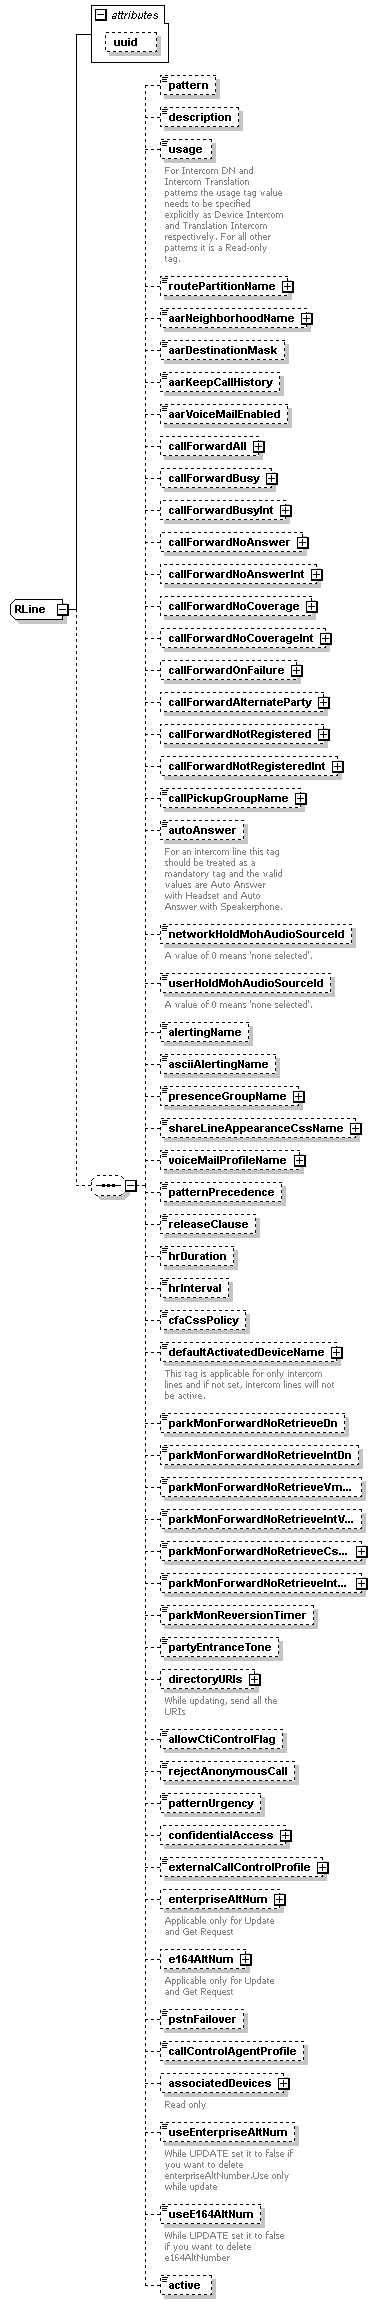 attributes
uuid
pattern
description
usage
For Intercom DN and
Intercom Translation
patterns the usage tag value
needs to be specified
explicitly as Device Intercom
and Translation Intercom
respectively. For all other
patterns it is a Read-only
tag.
routePartitionName
aarNeighborhoodName
aarDestinationMask
aarKeepCallHistory
aarVoiceMailEnabled
callForwardAll
callForwardBusy
callForwardBusyInt
callForwardNoAnswer
callForwardNoAnswerInt
callForwardNoCoverage
RLine
callForwardNoCoverageInt
callForwardOnFailure
callForwardAlternateParty
callForwardNotRegistered
callForwardNotRegisteredInt
callPickupGroupName
autoAnswer
For an intercom line this tag
should be treated as a
mandatory tag and the valid
values are Auto Answer
with Headset and Auto
Answer with Speakerphone.
networkHoldMohAudioSourceId
A value of 0 means 'none selected'.
userHoldMohAudioSourceId
A value of 0 means 'none selected'.
alertingName
asciiAlertingName
presenceGroupName
shareLineAppearanceCssName
voiceMailProfileName
patternPrecedence
releaseClause
hrDuration
hrInterval
cfaCssPolicy
defaultActivatedDeviceName
This tag is applicable for only intercom
lines and if not set, intercom lines will not
be active.
parkMonForwardNoRetrieveDn
parkMonForwardNoRetrieveIntDn
parkMonForwardNoRetrieveVm...
parkMonForwardNoRetrieveIntV...
parkMonForwardNoRetrieveCs...
parkMonForwardNoRetrieveInt...
parkMonReversionTimer
partyEntranceTone
directoryURIs
While updating, send all the
URIs
allowCtiControlFlag
rejectAnonymousCall
patternUrgency
confidentialAccess
externalCallControlProfile
enterpriseAltNum
Applicable only for Update
and Get Request
e164AltNum
Applicable only for Update
and Get Request
pstnFailover
callControlAgentProfile
associatedDevices
Read only
useEnterpriseAltNum
While UPDATE set it to false if
you want to delete
enterpriseAltNumber.Use only
while update
useE164AltNum
While UPDATE set it to false
if you want to delete
e164AltNumber
active